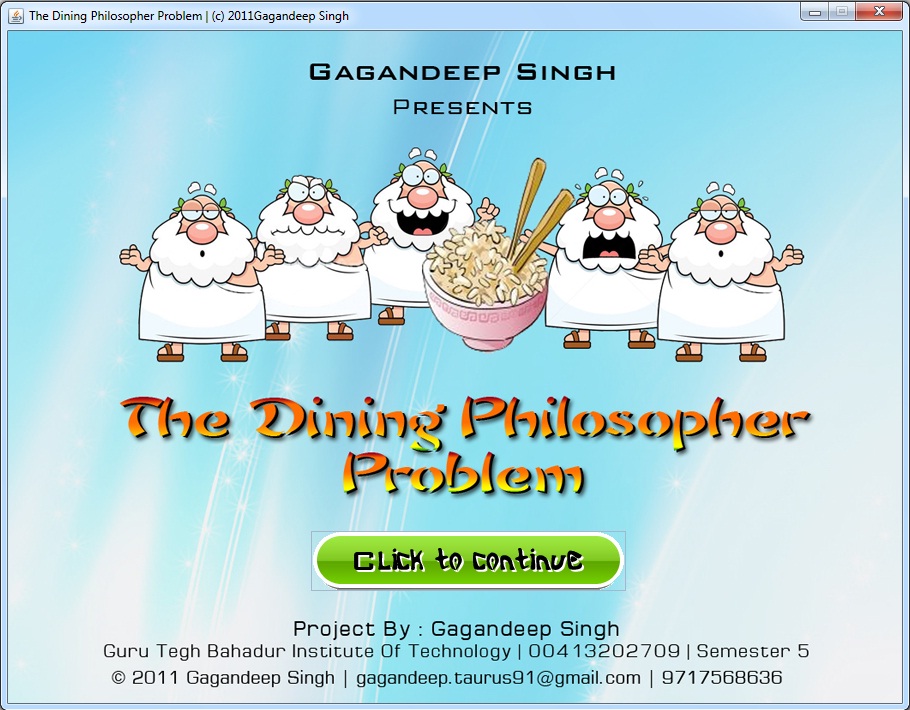 The Dining Philosopher Problem | (c) 2011Gagandeep Singh
Gagandeep Singh
Presents
The Dining Philosopher
Problem
Click to continue
Project By : Gagandeep Singh
Guru Tegh Bahadur Institute Of Technology | 00413202709 | Semester 5
© 2011 Gagandeep Singh | gagandeep.taurus91@gmail.com | 9717568636